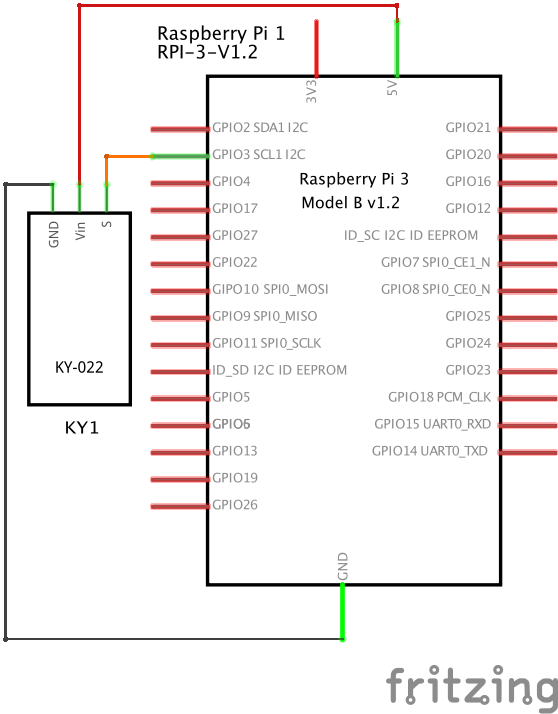 Raspberry Pi 1
RPI-3-V1.2
3V3
5V
GPIO2 SDA1 I2C
GPIO3 SCL1 I2C
GPIO4
GPIO17
GPIO27
GPIO22
GIPO10 SPI0_MOSI
GPIO9 SPI0_MISO
GPIO11 SPI0_SCLK
ID_SD I2C ID EEPROM
GPIO5
GPIO6
GPIO13
GPIO19
GPIO26
Raspberry Pi 3
Model B v1.2
GPIO21
GPIO20
GPIO16
GPIO12
ID_SC I2C ID EEPROM
GPIO7 SPI0_CE1_N
GPIO8 SPI0_CE0_N
GPIO25
GPIO24
GPIO23
GPIO18 PCM_CLK
GPIO15 UART0_RXD
GPIO14 UART0_TXD
GND
GND
Vin
S
KY-022
KY1
fritzing